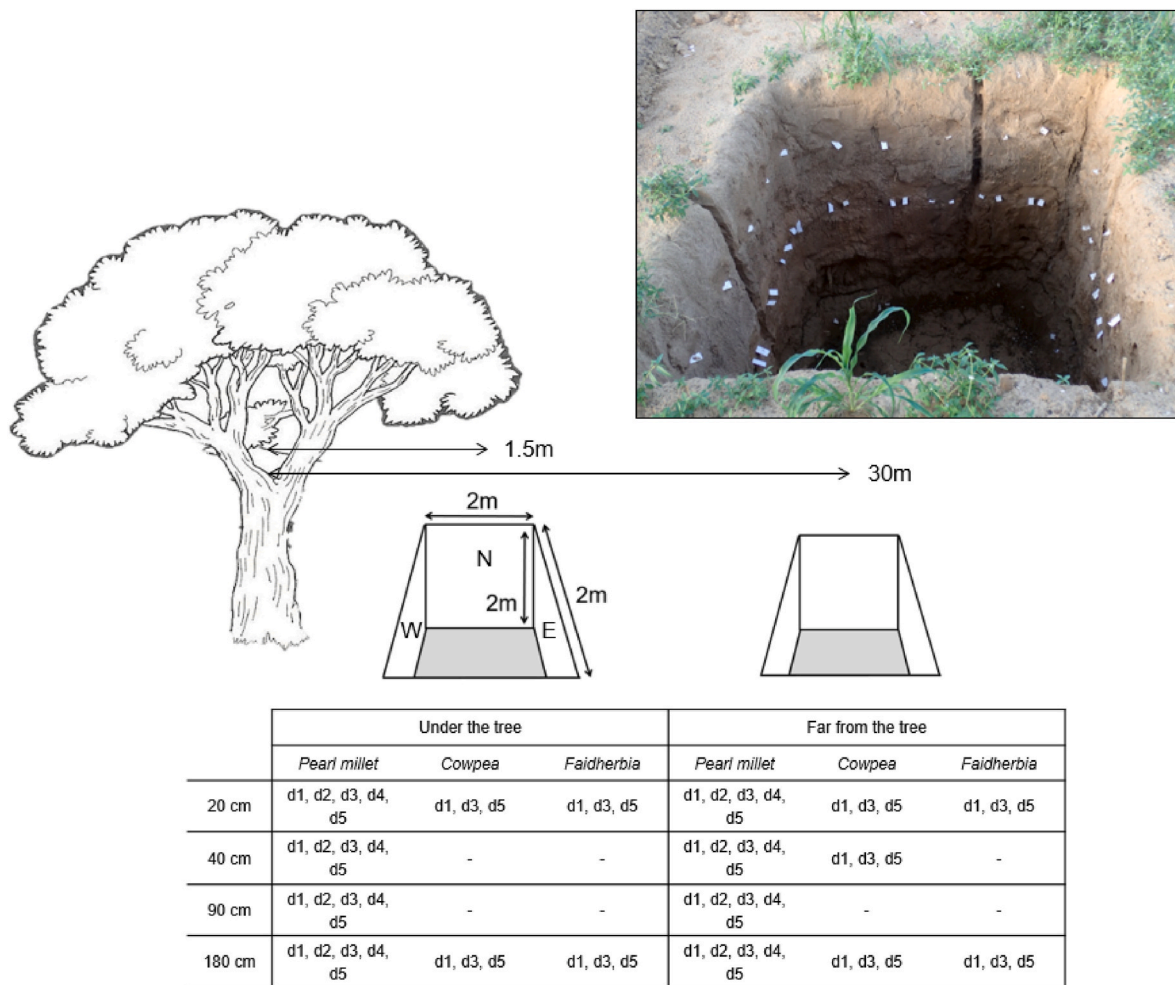 1.5m
30m
2m
N
2m
2m
W
E
Under the tree Far from the tree
Pearl millet Cowpea Faidherbia Pearl millet Cowpea Faidherbia
20 cm d1, d2, d3, d4, d5 d1, d3, d5 d1, d3, d5 d1, d2, d3, d4, d5 d1, d3, d5 d1, d3, d5
40 cm d1, d2, d3, d4, d5 - - d1, d2, d3, d4, d5 d1, d3, d5 -
90 cm d1, d2, d3, d4, d5 - - d1, d2, d3, d4, d5 - -
180 cm d1, d2, d3, d4, d5 d1, d3, d5 d1, d3, d5 d1, d2, d3, d4, d5 d1, d3, d5 d1, d3, d5